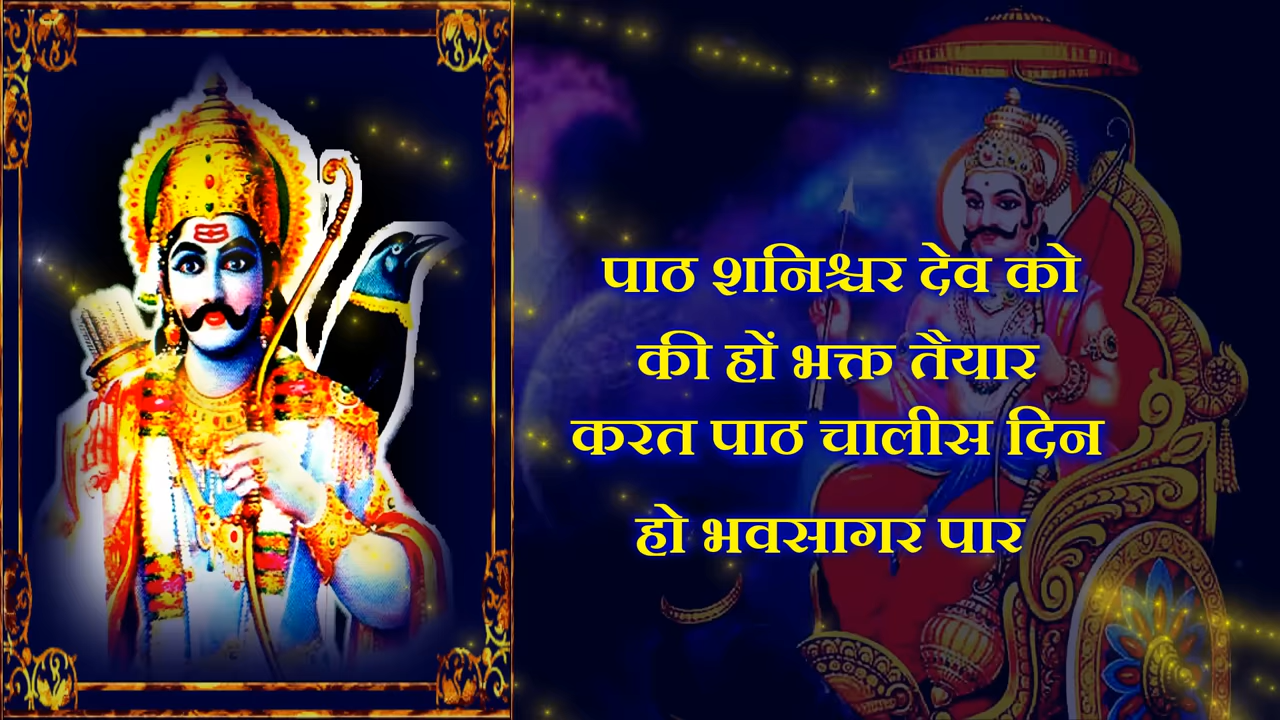 पाठ शनिश्चर देव को
की हों भक्त तैयार
करत पाठ चालीस दिन
हो भवसागर पार